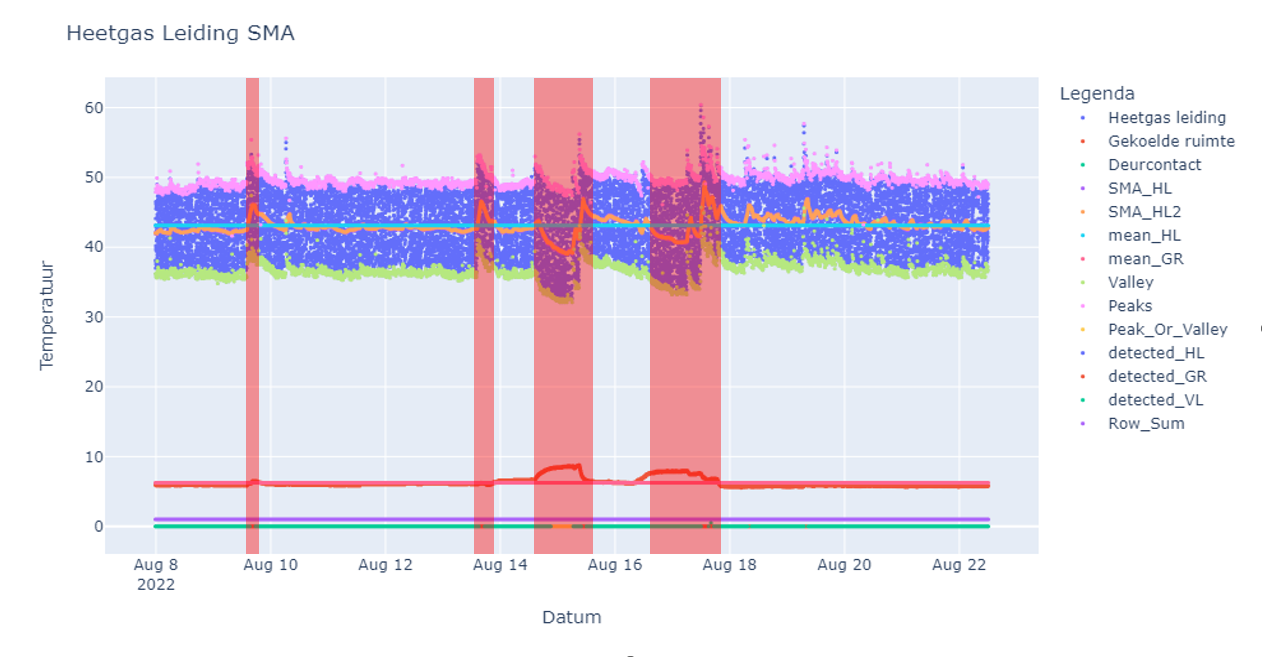 Heetgas Leiding SMA
Legenda
Heetgas leiding
Gekoelde ruimte
Deurcontact
SMA_HL
SMA_HL2
mean_HL
mean_GR
Valley
Peaks
Peak_Or_Valley
detected_HL
detected_GR
detected_VL
Row_Sum
Temperatuur
60
50
40
30
20
10
0
Aug 8 Aug 10 Aug 12 Aug 14 Aug 16 Aug 18 Aug 20 Aug 22
2022
Datum